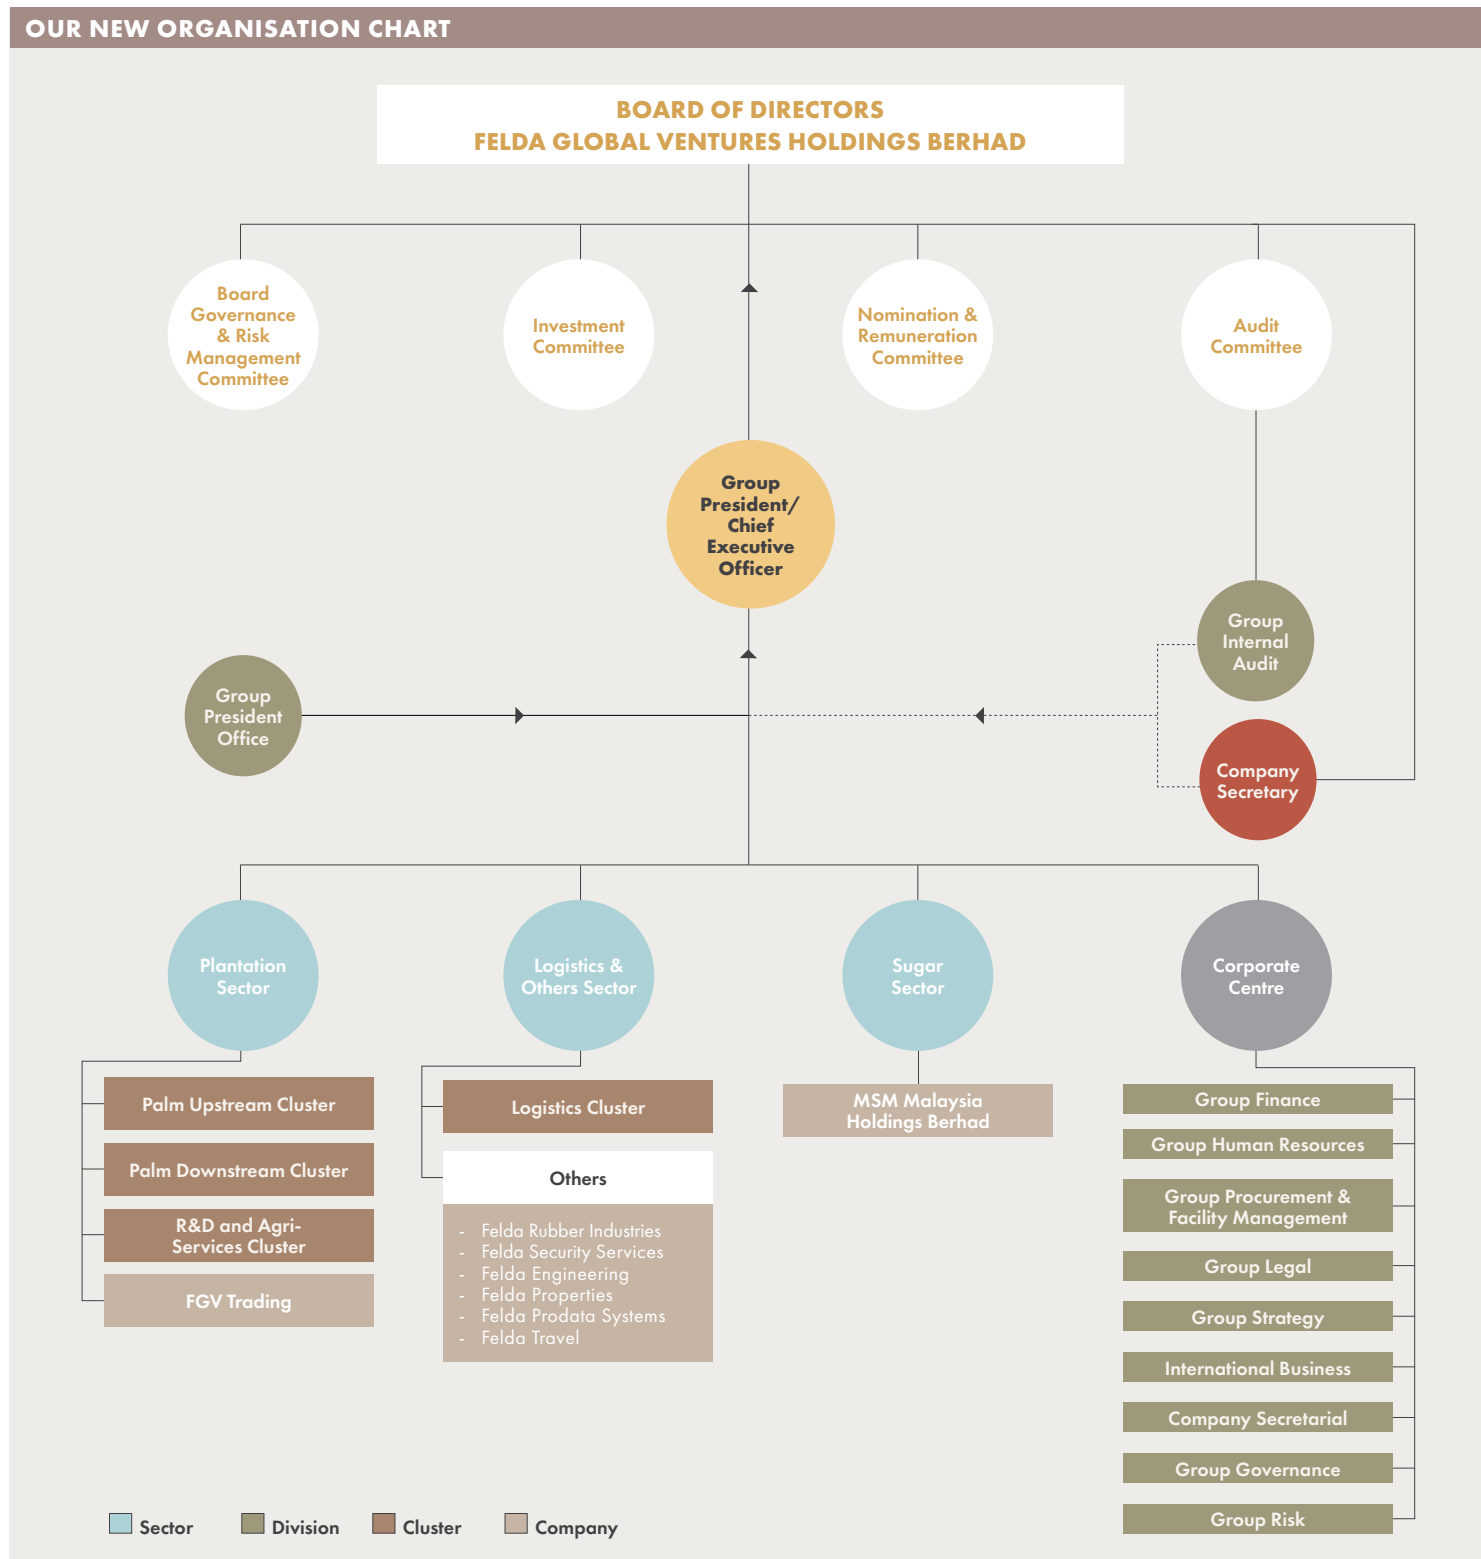 OUR NEW ORGANISATION CHART
BOARD OF DIRECTORS
FELDA GLOBAL VENTURES HOLDINGS BERHAD
Board
Governance
& Risk
Management
Committee
Investment
Committee
Nomination &
Remuneration
Committee
Audit
Committee
Group
President/
Chief
Executive
Officer
Group
Internal
Audit
Group
President
Office
Company
Secretary
Plantation
Sector
Logistics &
Others Sector
Sugar
Sector
Corporate
Centre
Palm Upstream Cluster
Palm Downstream Cluster
R&D and Agri-
Services Cluster
FGV Trading
Logistics Cluster
Others
- Felda Rubber Industries
- Felda Security Services
- Felda Engineering
- Felda Properties
- Felda Prodata Systems
- Felda Travel
MSM Malaysia
Holdings Berhad
Group Finance
Group Human Resources
Group Procurement &
Facility Management
Group Legal
Group Strategy
International Business
Company Secretarial
Group Governance
Group Risk
Sector
Division
Cluster
Company